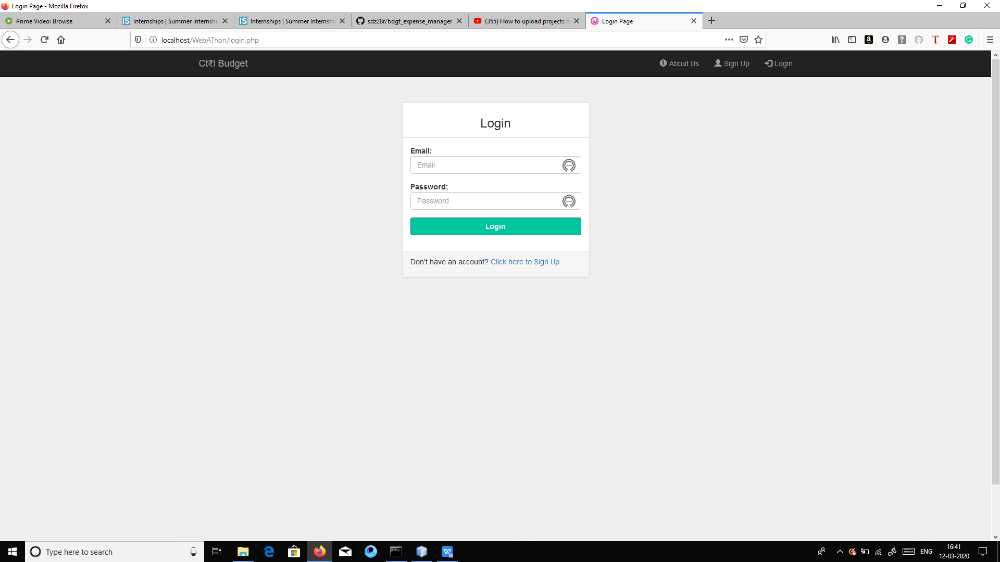 Login Page - Mozilla Firefox
Prime Video: Browse
Internships | Summer Internshi
Internships | Summer Internshi
sdz28r/bdgt_expense_manager
(355) How to upload projects o
Login Page
localhost/WebAThon/login.php
Ct₹l Budget
About Us
Sign Up
Login
Login
Email:
Email
Password:
Password
Login
Don't have an account? Click here to Sign Up
Type here to search
ENG
16:41
12-03-2020